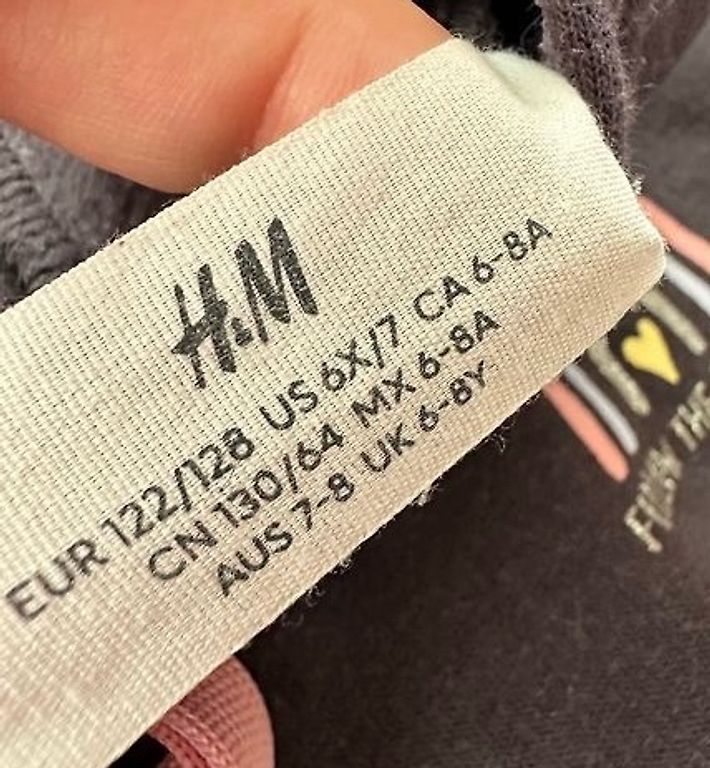 H&M
EUR 122/128 US 6X/7 CA 6-8A
CN 130/64 MX 6-8A
AUS 7-8 UK 6-8Y
THE